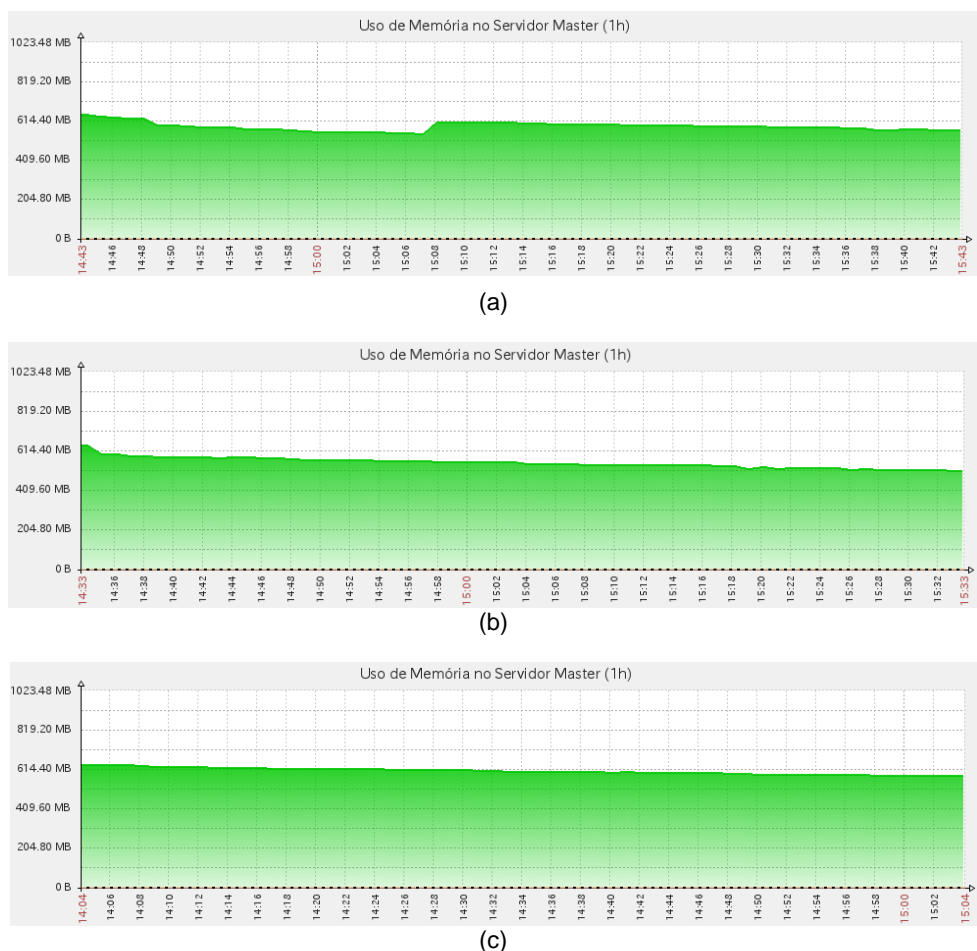 Uso de Memória no Servidor Master (1h)
1023.48 MB
819.20 MB
614.40 MB
409.60 MB
204.80 MB
0 B
14:43 14:46 14:48 14:50 14:52 14:54 14:56 14:58 15:00 15:02 15:04 15:06 15:08 15:10 15:12 15:14 15:16 15:18 15:20 15:22 15:24 15:26 15:28 15:30 15:32 15:34 15:36 15:38 15:40 15:42 15:43
(a)
Uso de Memória no Servidor Master (1h)
1023.48 MB
819.20 MB
614.40 MB
409.60 MB
204.80 MB
0 B
14:33 14:36 14:38 14:40 14:42 14:44 14:46 14:48 14:50 14:52 14:54 14:56 14:58 15:00 15:02 15:04 15:06 15:08 15:10 15:12 15:14 15:16 15:18 15:20 15:22 15:24 15:26 15:28 15:30 15:32 15:33
(b)
Uso de Memória no Servidor Master (1h)
1023.48 MB
819.20 MB
614.40 MB
409.60 MB
204.80 MB
0 B
14:04 14:06 14:08 14:10 14:12 14:14 14:16 14:18 14:20 14:22 14:24 14:26 14:28 14:30 14:32 14:34 14:36 14:38 14:40 14:42 14:44 14:46 14:48 14:50 14:52 14:54 14:56 14:58 15:00 15:02 15:04
(c)